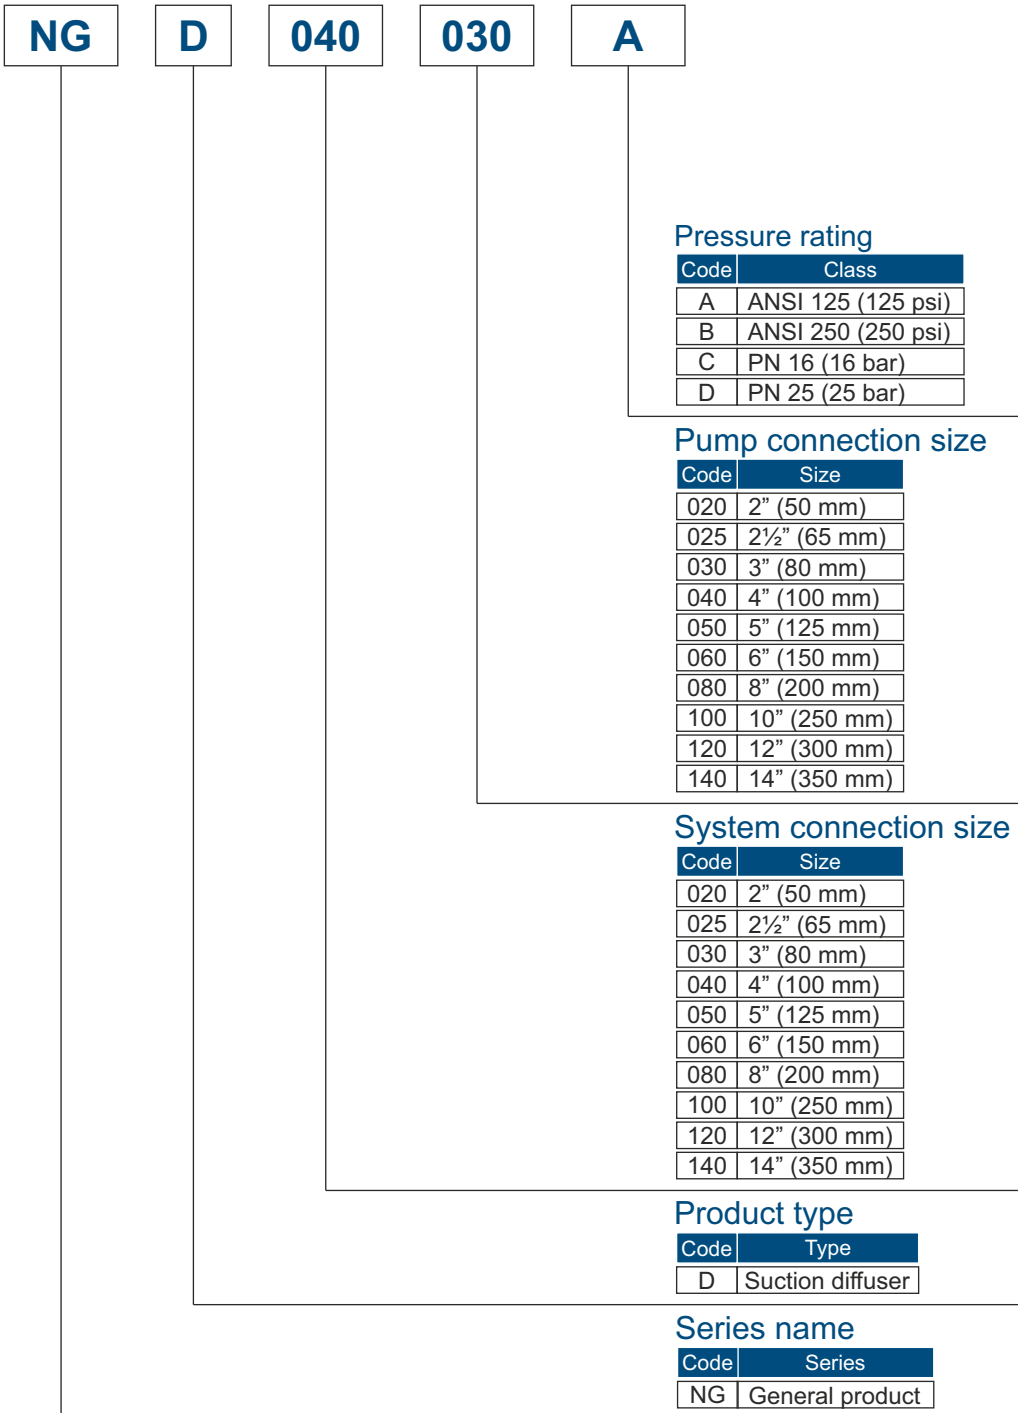 NG D 040 030 A
Pressure rating
Code Class
A ANSI 125 (125 psi)
B ANSI 250 (250 psi)
C PN 16 (16 bar)
D PN 25 (25 bar)
Pump connection size
Code Size
020 2” (50 mm)
025 2½” (65 mm)
030 3” (80 mm)
040 4” (100 mm)
050 5” (125 mm)
060 6” (150 mm)
080 8” (200 mm)
100 10” (250 mm)
120 12” (300 mm)
140 14” (350 mm)
System connection size
Code Size
020 2” (50 mm)
025 2½” (65 mm)
030 3” (80 mm)
040 4” (100 mm)
050 5” (125 mm)
060 6” (150 mm)
080 8” (200 mm)
100 10” (250 mm)
120 12” (300 mm)
140 14” (350 mm)
Product type
Code Type
D Suction diffuser
Series name
Code Series
NG General product